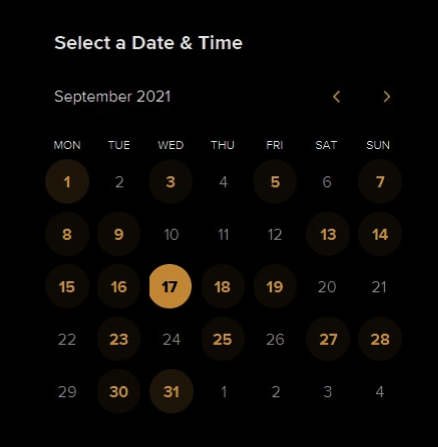 Select a Date & Time
September 2021
MON TUE WED THU FRI SAT SUN
1 2 3 4 5 6 7
8 9 10 11 12 13 14
15 16 17 18 19 20 21
22 23 24 25 26 27 28
29 30 31 1 2 3 4